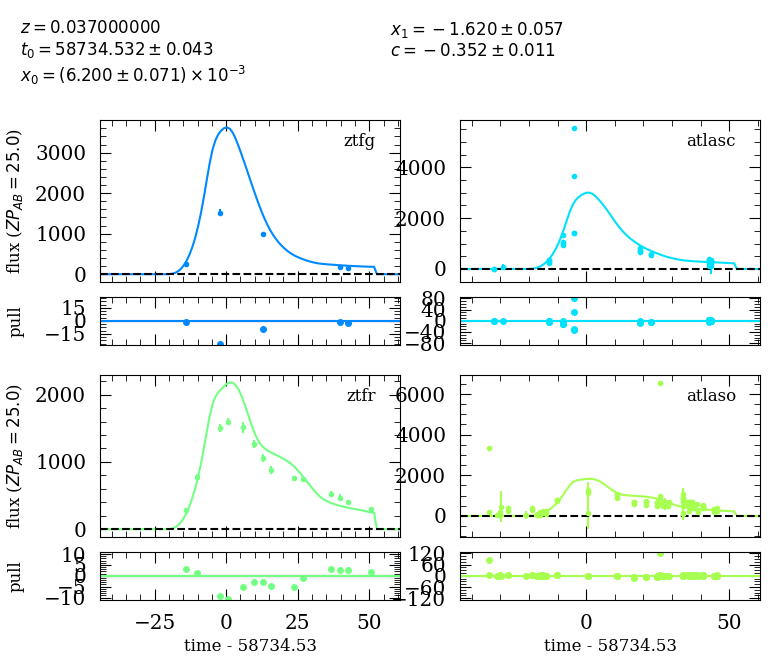 z = 0.037000000
t0 = 58734.532 ± 0.043
x0 = (6.200 ± 0.071) × 10⁻³
x1 = −1.620 ± 0.057
c = −0.352 ± 0.011
flux (ZP_AB = 25.0)
3000
2000
1000
0
ztfg
4000
2000
0
atlasc
pull
15
0
−15
80
40
0
−40
−80
flux (ZP_AB = 25.0)
2000
1000
0
ztfr
6000
4000
2000
0
atlaso
pull
10
5
0
−5
−10
120
60
0
−60
−120
−25 0 25 50
time - 58734.53
0 50
time - 58734.53